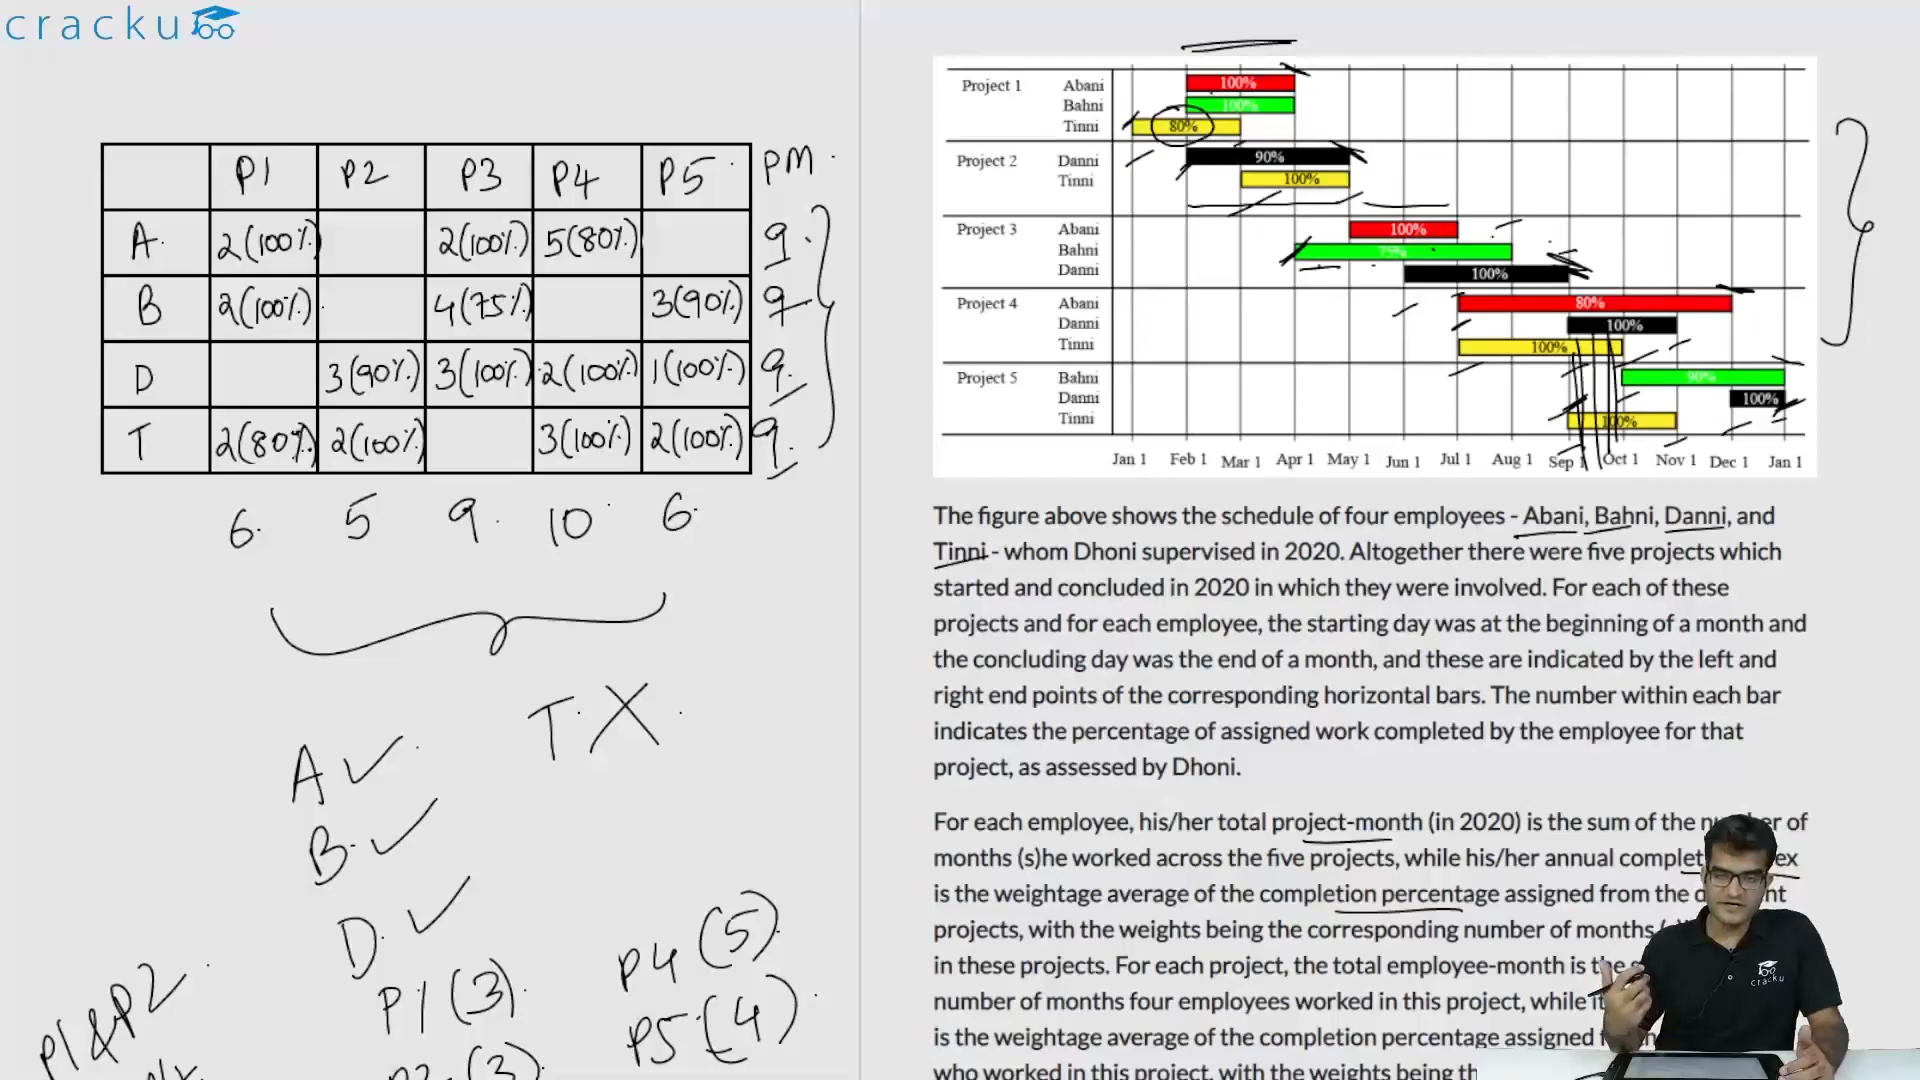 cracku
P1 P2 P3 P4 P5 PM
A 2(100%) 2(100%) 5(80%) 9
B 2(100%) 4(75%) 3(90%) 9
D 3(90%) 3(100%) 2(100%) 1(100%) 9
T 2(80%) 2(100%) 3(100%) 2(100%) 9
6 5 9 10 6
T X
A ✓
B ✓
D ✓
P1 & P2
P1 (3)
P4 (5)
P5 (4)
(3)
Project 1 Abani 100%
Bahni 100%
Tinni 80%
Project 2 Danni 90%
Tinni 100%
Project 3 Abani 100%
Bahni 75%
Danni 100%
Project 4 Abani 80%
Danni 100%
Tinni 100%
Project 5 Bahni 90%
Danni 100%
Tinni 100%
Jan 1 Feb 1 Mar 1 Apr 1 May 1 Jun 1 Jul 1 Aug 1 Sep 1 Oct 1 Nov 1 Dec 1 Jan 1
The figure above shows the schedule of four employees - Abani, Bahni, Danni, and
Tinni - whom Dhoni supervised in 2020. Altogether there were five projects which
started and concluded in 2020 in which they were involved. For each of these
projects and for each employee, the starting day was at the beginning of a month and
the concluding day was the end of a month, and these are indicated by the left and
right end points of the corresponding horizontal bars. The number within each bar
indicates the percentage of assigned work completed by the employee for that
project, as assessed by Dhoni.
For each employee, his/her total project-month (in 2020) is the sum of the of
months (s)he worked across the five projects, while his/her annual
is the weightage average of the completion percentage assigned from the
projects, with the weights being the corresponding number of months
in these projects. For each project, the total employee-month is the
number of months four employees worked in this project, while
is the weightage average of the completion percentage assigned
who worked in this project, with the weights being
cracku